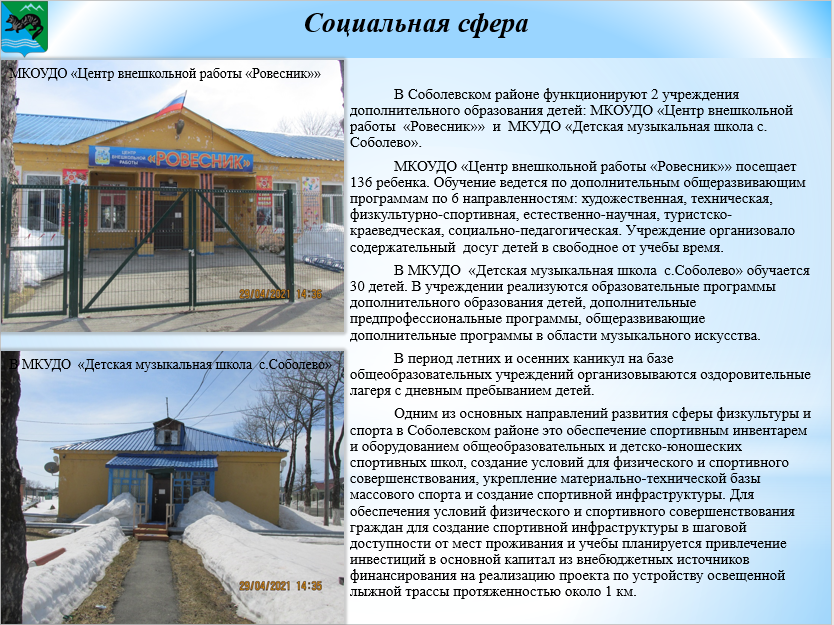 Социальная сфера
МКОУДО «Центр внешкольной работы «Ровесник»»
ЦЕНТР
ВНЕШКОЛЬНОЙ
РАБОТЫ
«РОВЕСНИК»
29/04/2021 14:36
В МКУДО «Детская музыкальная школа с.Соболево»
29/04/2021 14:35
В Соболевском районе функционируют 2 учреждения
дополнительного образования детей: МКОУДО «Центр внешкольной
работы «Ровесник»» и МКУДО «Детская музыкальная школа с.
Соболево».
МКОУДО «Центр внешкольной работы «Ровесник»» посещает
136 ребенка. Обучение ведется по дополнительным общеразвивающим
программам по 6 направленностям: художественная, техническая,
физкультурно-спортивная, естественно-научная, туристско-
краеведческая, социально-педагогическая. Учреждение организовало
содержательный досуг детей в свободное от учебы время.
В МКУДО «Детская музыкальная школа с.Соболево» обучается
30 детей. В учреждении реализуются образовательные программы
дополнительного образования детей, дополнительные
предпрофессиональные программы, общеразвивающие
дополнительные программы в области музыкального искусства.
В период летних и осенних каникул на базе
общеобразовательных учреждений организовываются оздоровительные
лагеря с дневным пребыванием детей.
Одним из основных направлений развития сферы физкультуры и
спорта в Соболевском районе это обеспечение спортивным инвентарем
и оборудованием общеобразовательных и детско-юношеских
спортивных школ, создание условий для физического и спортивного
совершенствования, укрепление материально-технической базы
массового спорта и создание спортивной инфраструктуры. Для
обеспечения условий физического и спортивного совершенствования
граждан для создания спортивной инфраструктуры в шаговой
доступности от мест проживания и учебы планируется привлечение
инвестиций в основной капитал из внебюджетных источников
финансирования на реализацию проекта по устройству освещенной
лыжной трассы протяженностью около 1 км.